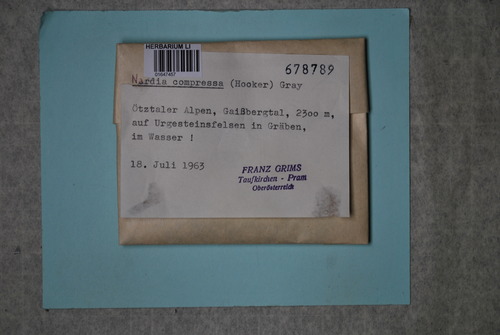 HERBARIUM LI
01647457
678789
Nardia compressa (Hooker) Gray
Ötztaler Alpen, Gaißbergtal, 2300 m,
auf Urgesteinsfelsen in Gräben,
im Wasser !
18. Juli 1963
FRANZ GRIMS
Taufkirchen - Pram
Oberösterreich